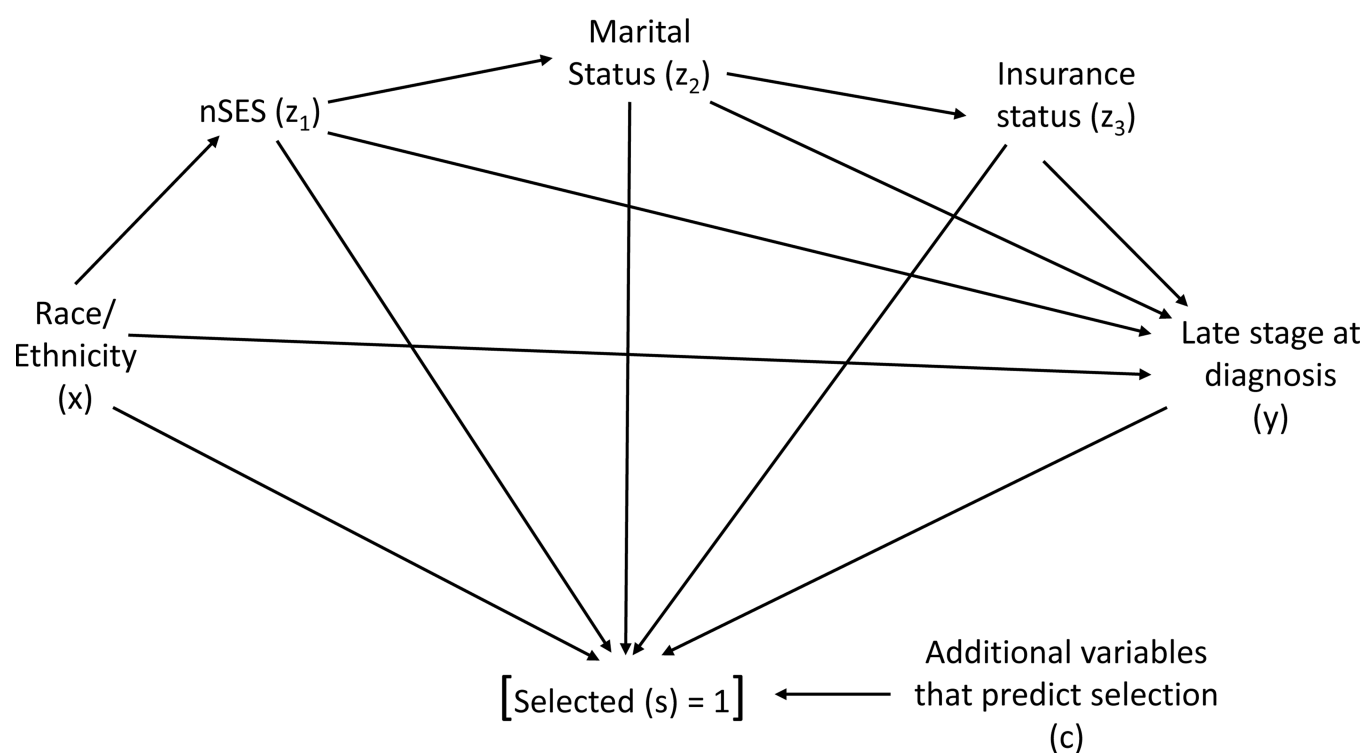 Marital
Status (z₂)
Insurance
status (z₃)
nSES (z₁)
Race/
Ethnicity
(x)
Late stage at
diagnosis
(y)
[Selected (s) = 1]
Additional variables
that predict selection
(c)